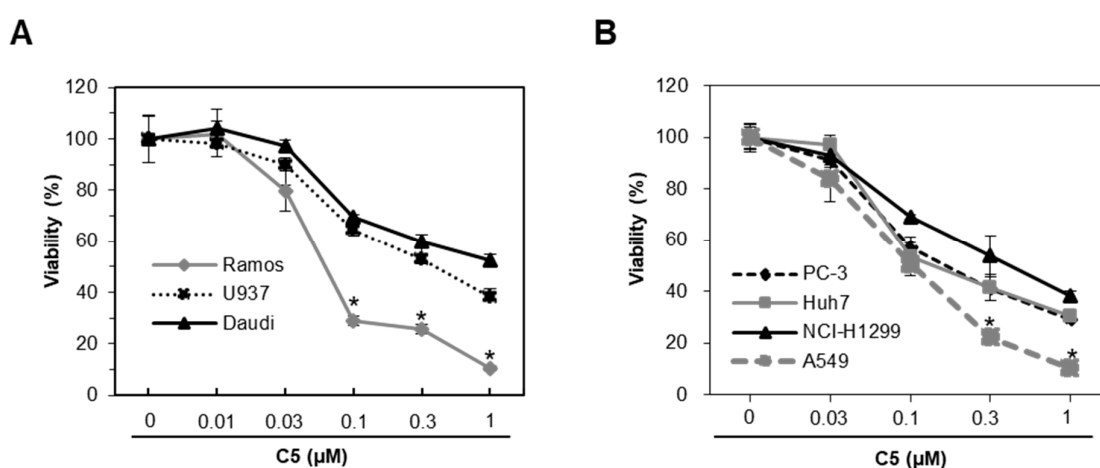 A
120
100
80
60
40
20
0
Viability (%)
Ramos
U937
Daudi
*
*
*
0 0.01 0.03 0.1 0.3 1
C5 (μM)
B
120
100
80
60
40
20
0
Viability (%)
PC-3
Huh7
NCI-H1299
A549
*
*
0 0.03 0.1 0.3 1
C5 (μM)